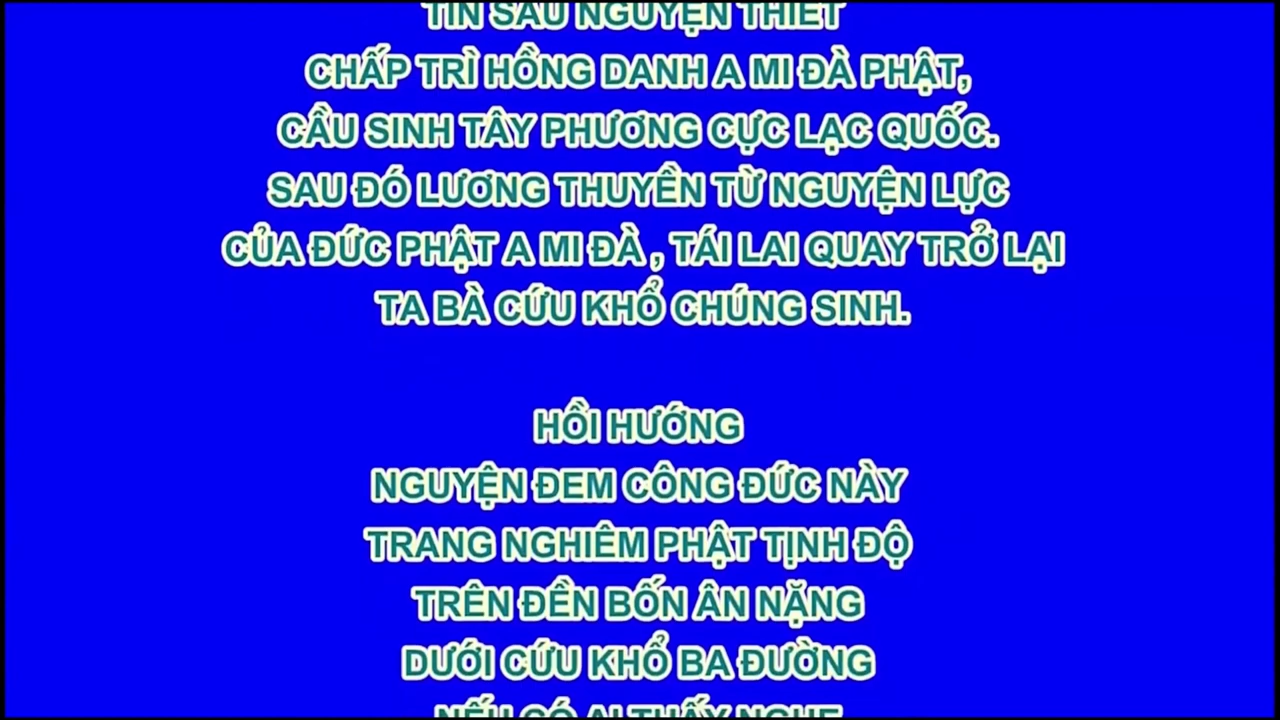 TÍN SÂU NGUYỆN THIẾT
CHẤP TRÌ HỒNG DANH A MI ĐÀ PHẬT,
CẦU SINH TÂY PHƯƠNG CỰC LẠC QUỐC.
SAU ĐÓ LƯƠNG THUYỀN TỪ NGUYỆN LỰC
CỦA ĐỨC PHẬT A MI ĐÀ , TÁI LAI QUAY TRỞ LẠI
TA BÀ CỨU KHỔ CHÚNG SINH.
HỒI HƯỚNG
NGUYỆN ĐEM CÔNG ĐỨC NÀY
TRANG NGHIÊM PHẬT TỊNH ĐỘ
TRÊN ĐỀN BỐN ÂN NẶNG
DƯỚI CỨU KHỔ BA ĐƯỜNG
NẾU CÓ AI THẤY NGHE